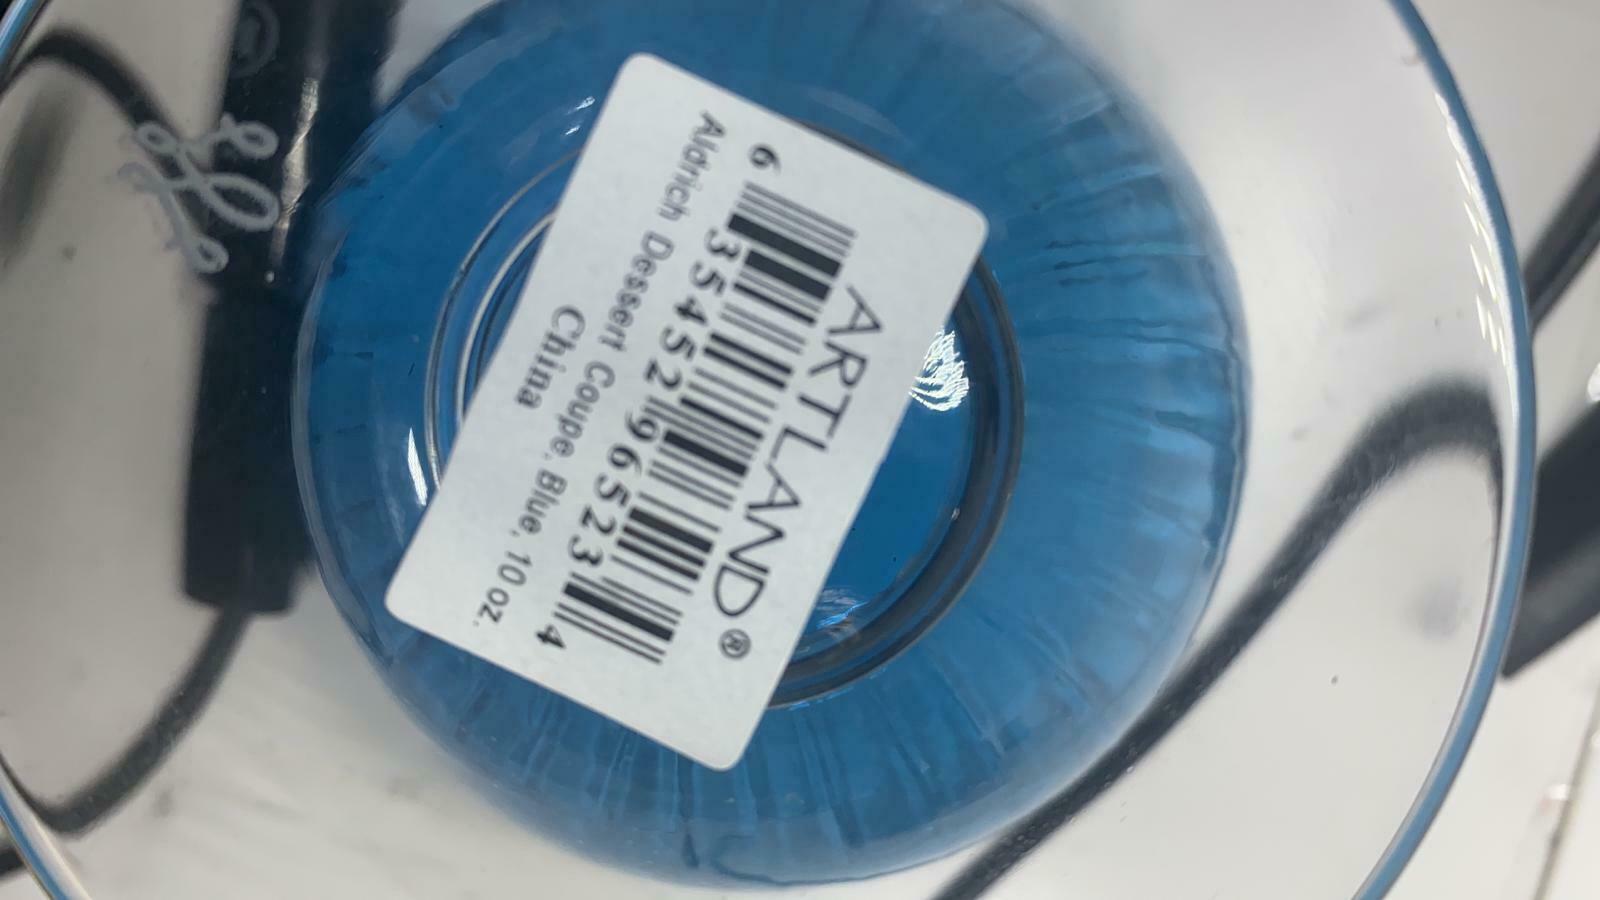 ARTLAND®
6 35452 96523 4
Aldrich Dessert Coupe, Blue, 10 oz.
China